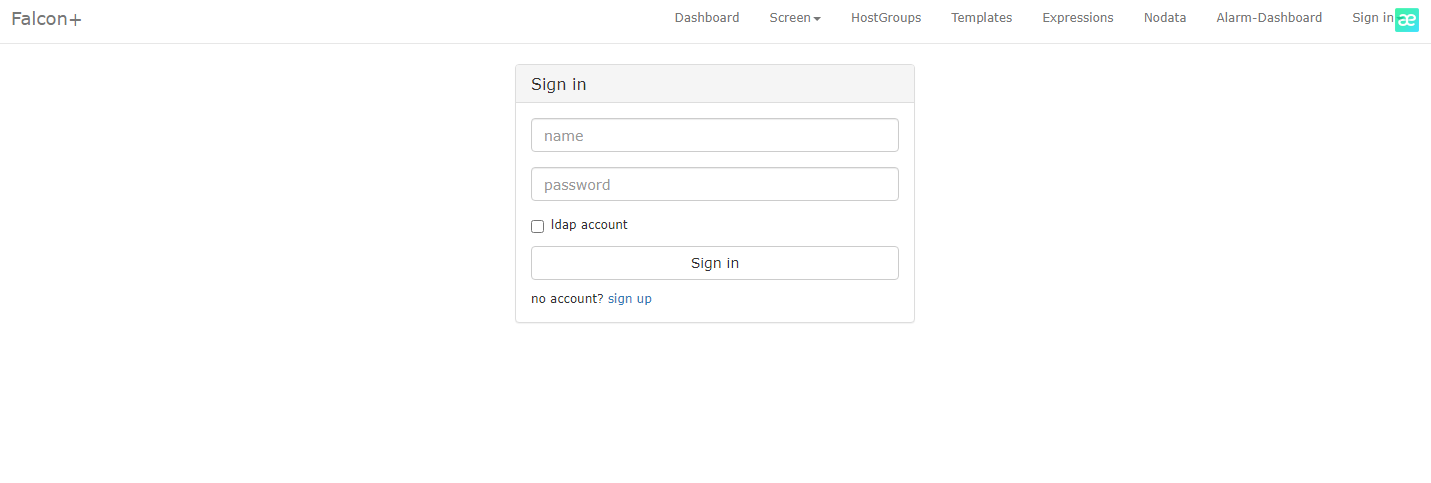 Falcon+ Dashboard Screen HostGroups Templates Expressions Nodata Alarm-Dashboard Sign in æ
Sign in
name
password
ldap account
Sign in
no account? sign up